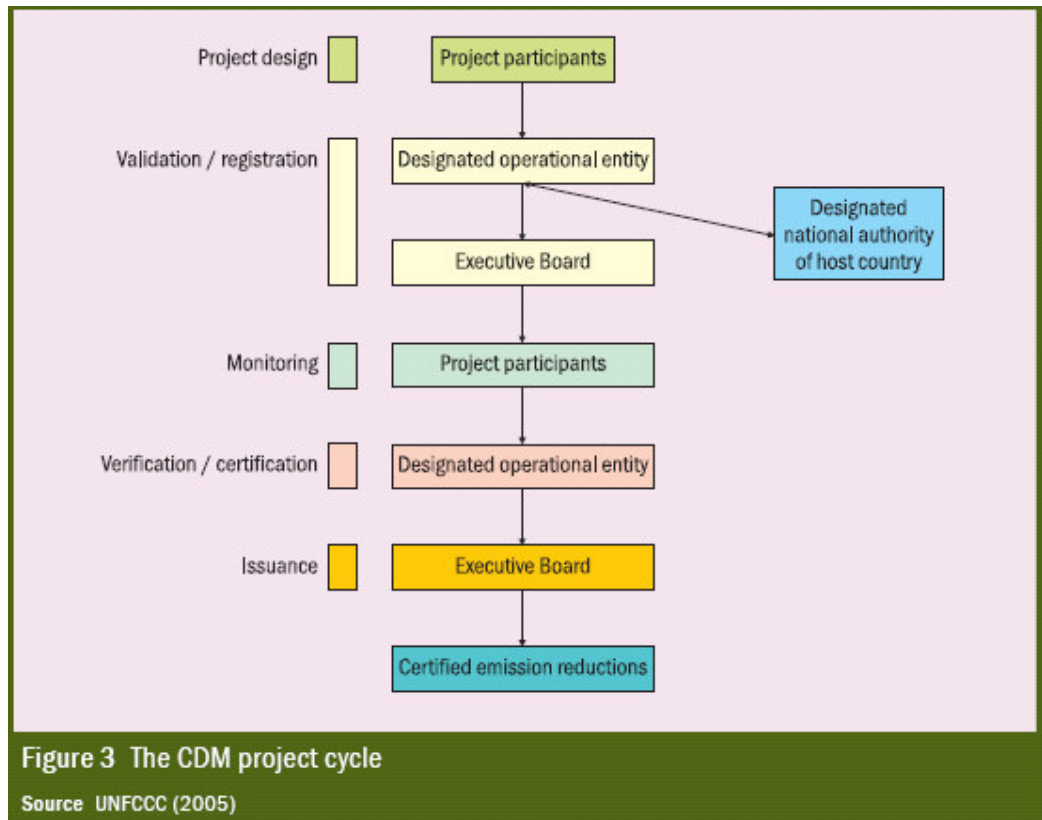 Project design
Project participants
Validation / registration
Designated operational entity
Designated
national authority
of host country
Executive Board
Monitoring
Project participants
Verification / certification
Designated operational entity
Issuance
Executive Board
Certified emission reductions
Figure 3 The CDM project cycle
Source UNFCCC (2005)